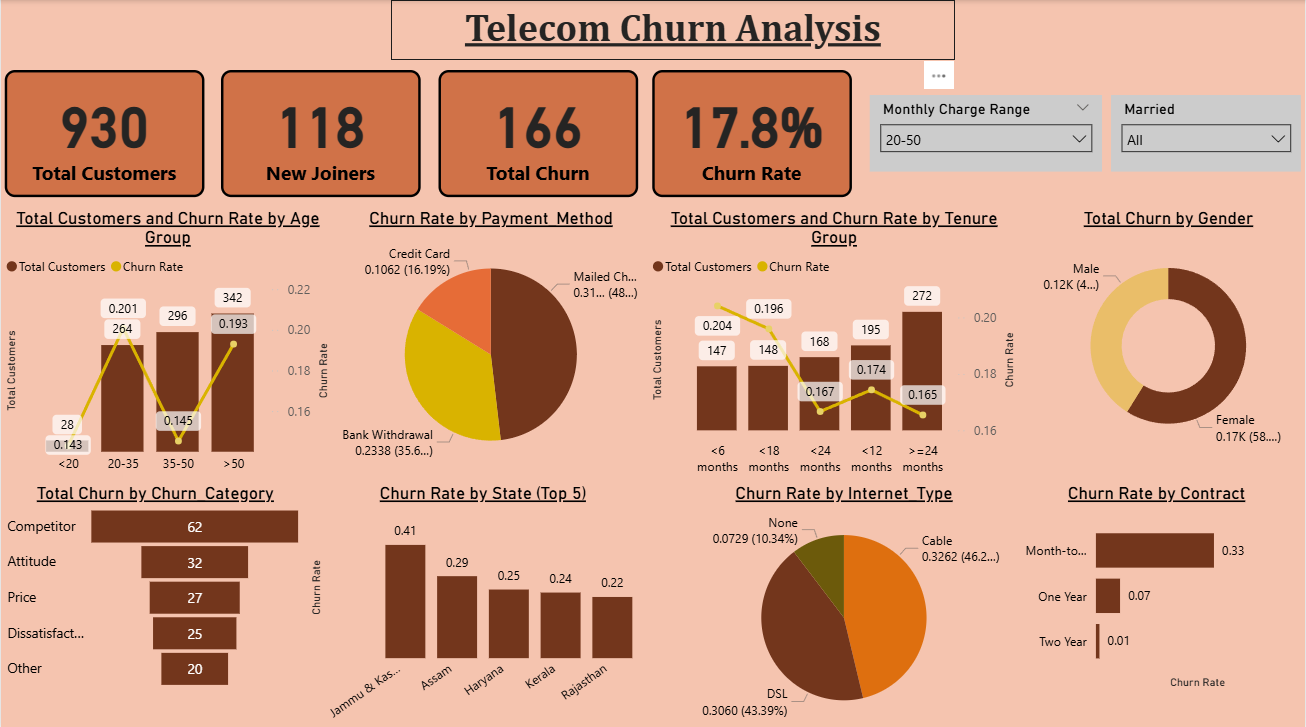 Telecom Churn Analysis
930
Total Customers
118
New Joiners
166
Total Churn
17.8%
Churn Rate
Monthly Charge Range
20-50
Married
All
Total Customers and Churn Rate by Age
Group
Total Customers Churn Rate
Total Customers
28
0.143
0.201
264
296
0.145
342
0.193
0.22
0.20
0.18
0.16
Churn Rate
<20 20-35 35-50 >50
Churn Rate by Payment_Method
Credit Card
0.1062 (16.19%)
Mailed Ch...
0.31... (48...)
Bank Withdrawal
0.2338 (35.6...)
Total Customers and Churn Rate by Tenure
Group
Total Customers Churn Rate
Total Customers
0.204
147
0.196
148
168
0.167
195
0.174
272
0.165
0.20
0.18
0.16
Churn Rate
<6 <18 <24 <12 >=24
months months months months months
Total Churn by Gender
Male
0.12K (4...)
Female
0.17K (58....)
Total Churn by Churn_Category
Competitor 62
Attitude 32
Price 27
Dissatisfact... 25
Other 20
Churn Rate by State (Top 5)
Churn Rate
0.41
0.29
0.25
0.24
0.22
Jammu & Kas...
Assam
Haryana
Kerala
Rajasthan
Churn Rate by Internet_Type
None
0.0729 (10.34%)
Cable
0.3262 (46.2...)
DSL
0.3060 (43.39%)
Churn Rate by Contract
Month-to... 0.33
One Year 0.07
Two Year 0.01
Churn Rate